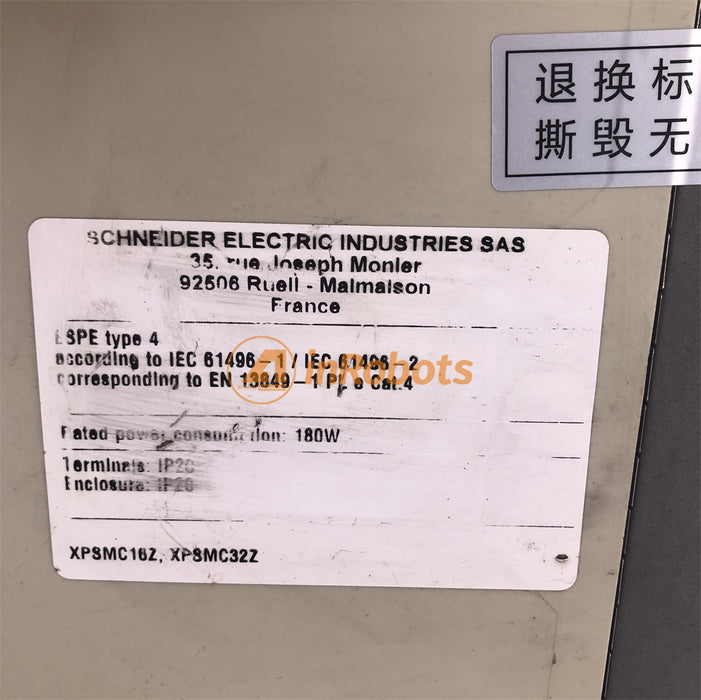 退换标
撕毁无
SCHNEIDER ELECTRIC INDUSTRIES SAS
35, rue Joseph Monier
92506 Rueil - Malmaison
France
ESPE type 4
according to IEC 61496-1 / IEC 61496-2
corresponding to EN 13849-1 PL e Cat.4
inRobots
Rated power consumption: 180W
Terminals: IP20
Enclosure: IP20
XPSMC16Z, XPSMC32Z